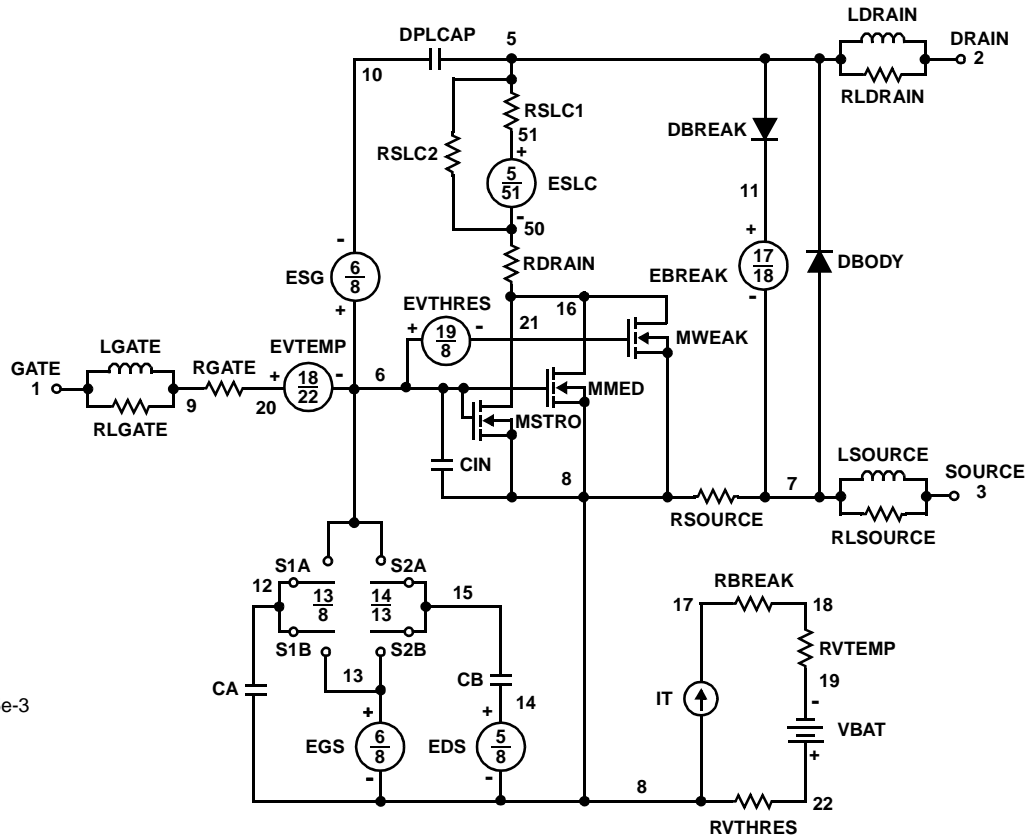 LDRAIN
DPLCAP 5 DRAIN
10 2
RLDRAIN
RSLC1
DBREAK
51
RSLC2 +
5
51
ESLC
11
-
50
- +
17
18
6
8
ESG RDRAIN EBREAK DBODY
+ EVTHRES 16 -
+ 19
8
- 21
MWEAK
LGATE EVTEMP
GATE RGATE + 18
22
- 6
1 MMED
9 20
RLGATE MSTRO
LSOURCE
CIN 8 7 SOURCE
3
RSOURCE
RLSOURCE
S1A S2A
12 13
8
14
13
15 RBREAK
17 18
S1B S2B
RVTEMP
13 CB 19
CA
14 IT -
e-3 + + VBAT
6
8
5
8
EGS EDS +
- - 8
22
RVTHRES